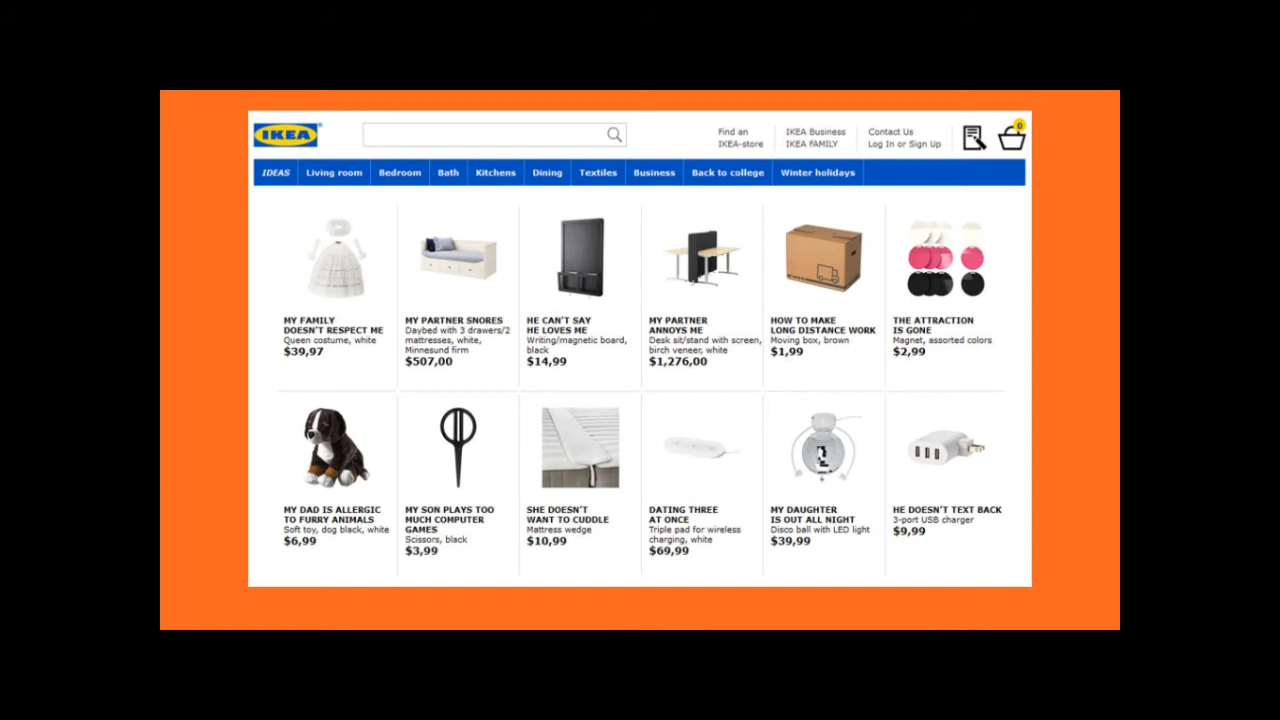 IKEA
®
Find an
IKEA-store
IKEA Business
IKEA FAMILY
Contact Us
Log In or Sign Up
0
IDEAS Living room Bedroom Bath Kitchens Dining Textiles Business Back to college Winter holidays
MY FAMILY
DOESN'T RESPECT ME
Queen costume, white
$39,97
MY PARTNER SNORES
Daybed with 3 drawers/2
mattresses, white,
Minnesund firm
$507,00
HE CAN'T SAY
HE LOVES ME
Writing/magnetic board,
black
$14,99
MY PARTNER
ANNOYS ME
Desk sit/stand with screen,
birch veneer, white
$1,276,00
HOW TO MAKE
LONG DISTANCE WORK
Moving box, brown
$1,99
THE ATTRACTION
IS GONE
Magnet, assorted colors
$2,99
MY DAD IS ALLERGIC
TO FURRY ANIMALS
Soft toy, dog black, white
$6,99
MY SON PLAYS TOO
MUCH COMPUTER
GAMES
Scissors, black
$3,99
SHE DOESN'T
WANT TO CUDDLE
Mattress wedge
$10,99
DATING THREE
AT ONCE
Triple pad for wireless
charging, white
$69,99
MY DAUGHTER
IS OUT ALL NIGHT
Disco ball with LED light
$39,99
HE DOESN'T TEXT BACK
3-port USB charger
$9,99